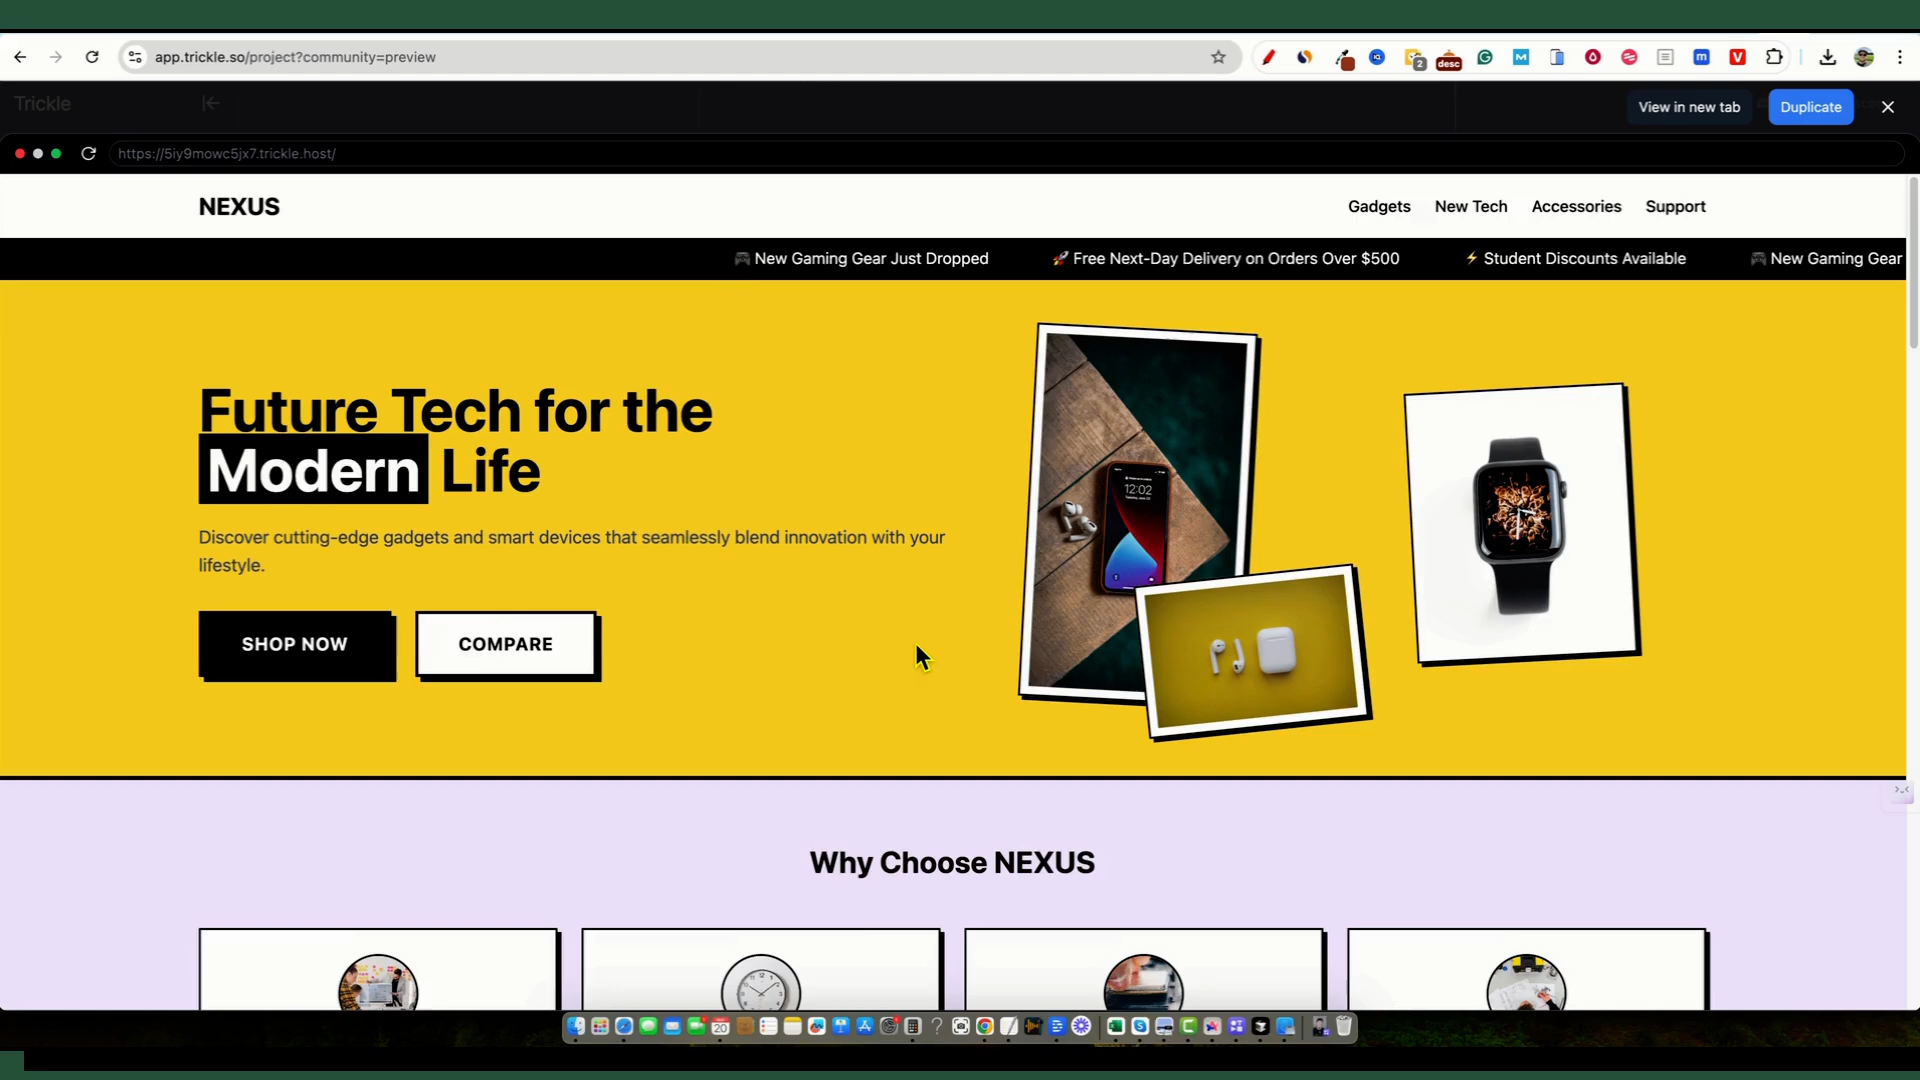 app.trickle.so/project?community=preview
2
desc
Trickle
View in new tab
Duplicate
https://5iy9mowc5jx7.trickle.host/
NEXUS
Gadgets
New Tech
Accessories
Support
🎮 New Gaming Gear Just Dropped
🚀 Free Next-Day Delivery on Orders Over $500
⚡ Student Discounts Available
🎮 New Gaming Gear
Future Tech for the
Modern Life
Discover cutting-edge gadgets and smart devices that seamlessly blend innovation with your
lifestyle.
SHOP NOW
COMPARE
12:02
Why Choose NEXUS
20